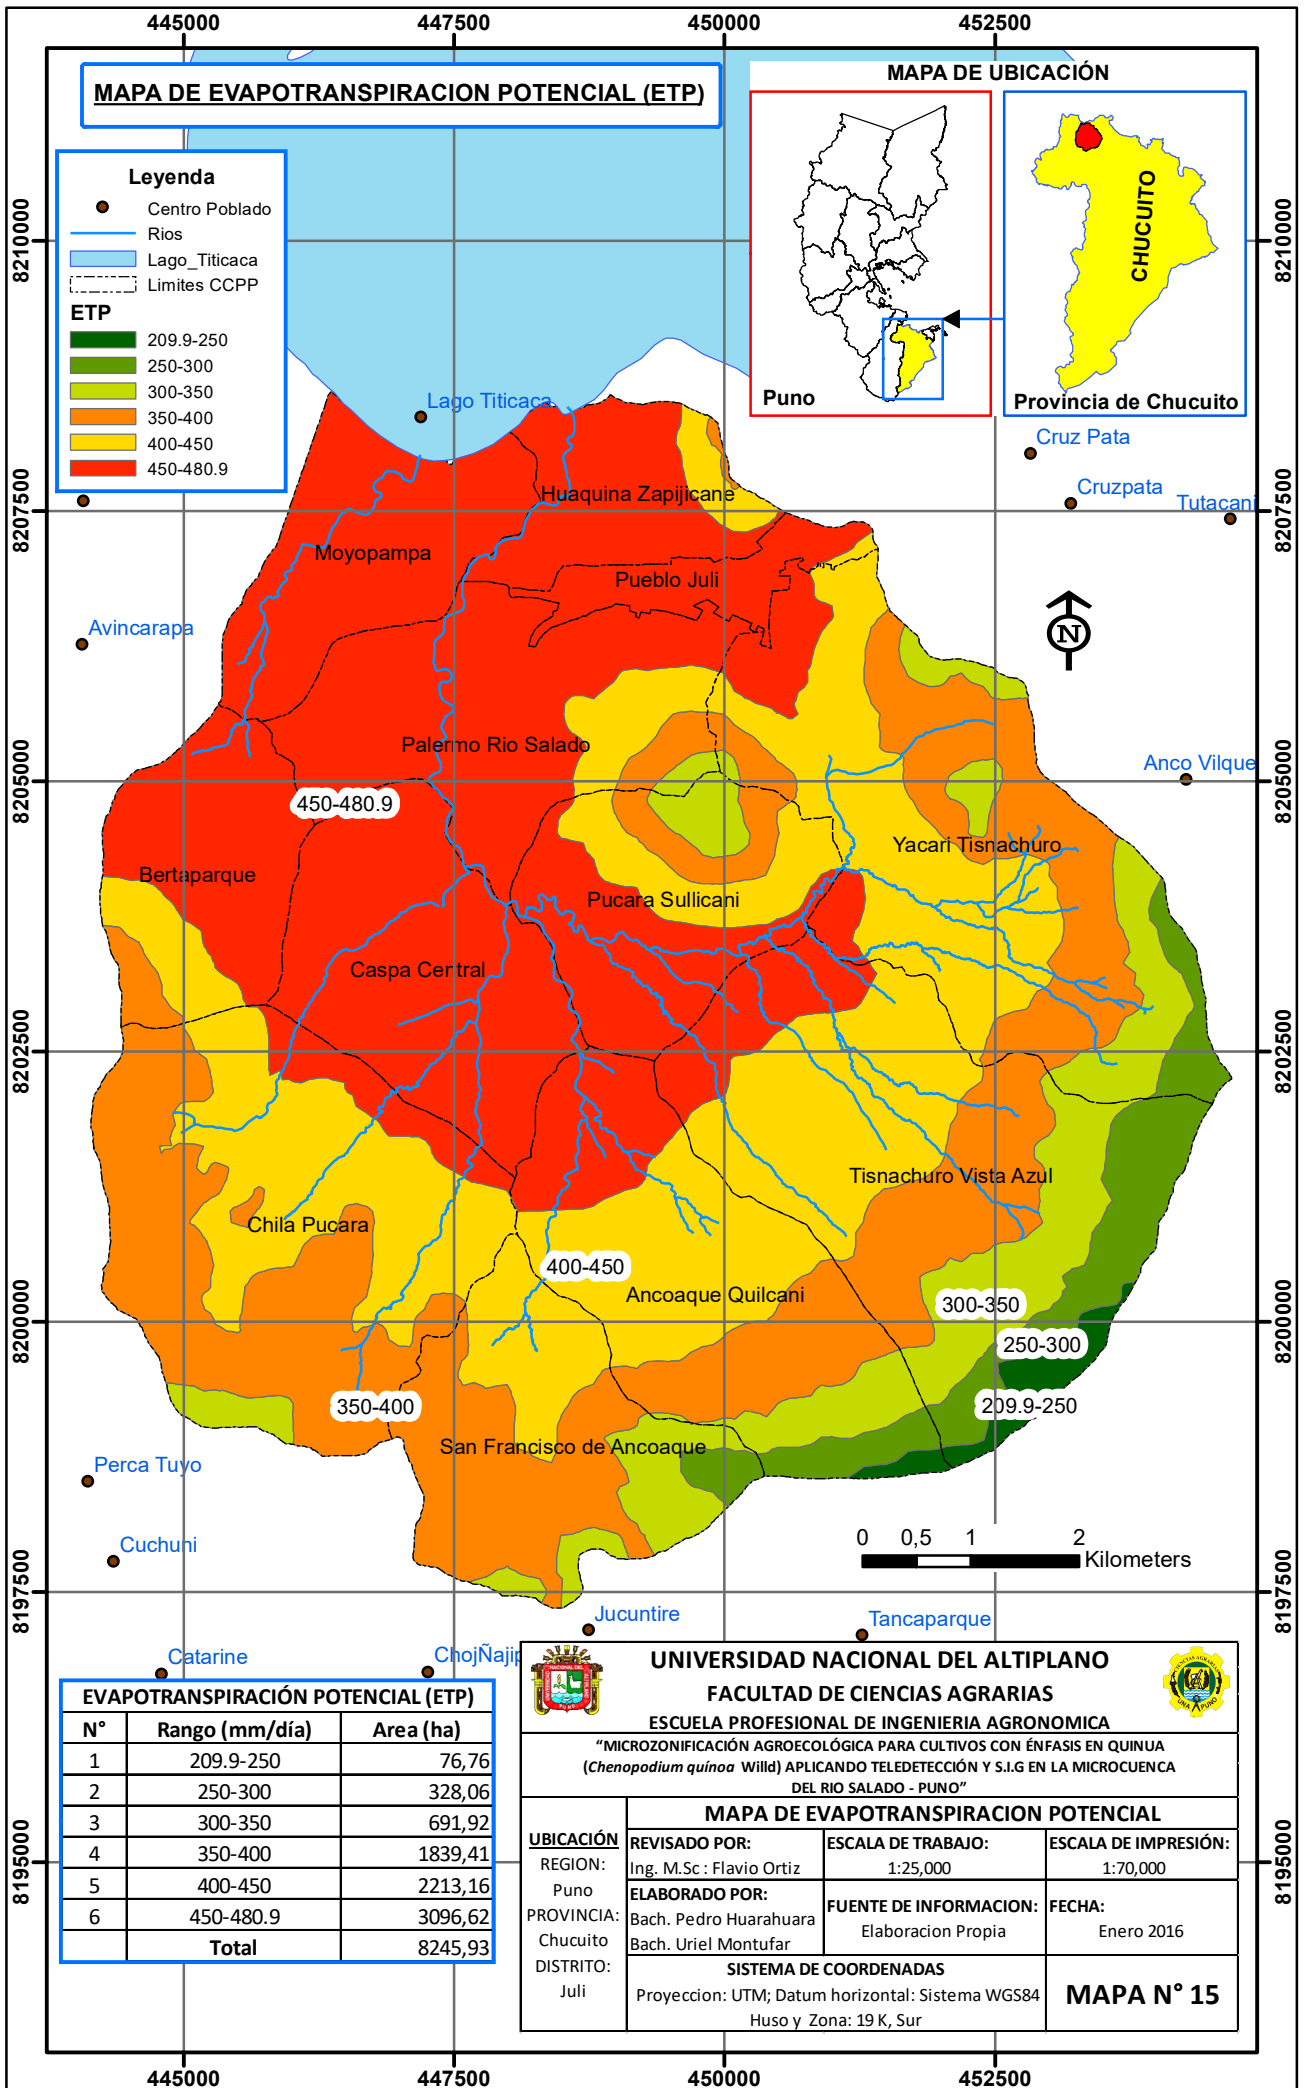 445000
447500
450000
452500
MAPA DE EVAPOTRANSPIRACION POTENCIAL (ETP)
MAPA DE UBICACIÓN
Puno
CHUCUITO
Provincia de Chucuito
Leyenda
Centro Poblado
Rios
Lago_Titicaca
Limites CCPP
ETP
209.9-250
250-300
300-350
350-400
400-450
450-480.9
8210000
8210000
8207500
8207500
8205000
8205000
8202500
8202500
8200000
8200000
8197500
8197500
8195000
8195000
Lago Titicaca
Cruz Pata
Cruzpata
Tutacani
Huaquina Zapijicane
Moyopampa
Pueblo Juli
Avincarapa
N
Palermo Rio Salado
Anco Vilque
450-480.9
Yacari Tisnachuro
Bertaparque
Pucara Sullicani
Caspa Central
Tisnachuro Vista Azul
Chila Pucara
400-450
Ancoaque Quilcani
300-350
250-300
350-400
209.9-250
San Francisco de Ancoaque
Perca Tuyo
Cuchuni
0 0,5 1 2
Kilometers
Jucuntire
Tancaparque
Catarine
ChojÑajip
EVAPOTRANSPIRACIÓN POTENCIAL (ETP)
N° Rango (mm/día) Area (ha)
1 209.9-250 76,76
2 250-300 328,06
3 300-350 691,92
4 350-400 1839,41
5 400-450 2213,16
6 450-480.9 3096,62
Total 8245,93
UNIVERSIDAD NACIONAL DEL ALTIPLANO
FACULTAD DE CIENCIAS AGRARIAS
ESCUELA PROFESIONAL DE INGENIERIA AGRONOMICA
“MICROZONIFICACIÓN AGROECOLÓGICA PARA CULTIVOS CON ÉNFASIS EN QUINUA
(Chenopodium quínoa Willd) APLICANDO TELEDETECCIÓN Y S.I.G EN LA MICROCUENCA
DEL RIO SALADO - PUNO”
MAPA DE EVAPOTRANSPIRACION POTENCIAL
UBICACIÓN
REGION:
Puno
PROVINCIA:
Chucuito
DISTRITO:
Juli
REVISADO POR:
Ing. M.Sc : Flavio Ortiz
ESCALA DE TRABAJO:
1:25,000
ESCALA DE IMPRESIÓN:
1:70,000
ELABORADO POR:
Bach. Pedro Huarahuara
Bach. Uriel Montufar
FUENTE DE INFORMACION:
Elaboracion Propia
FECHA:
Enero 2016
SISTEMA DE COORDENADAS
Proyeccion: UTM; Datum horizontal: Sistema WGS84
Huso y Zona: 19 K, Sur
MAPA N° 15
445000
447500
450000
452500